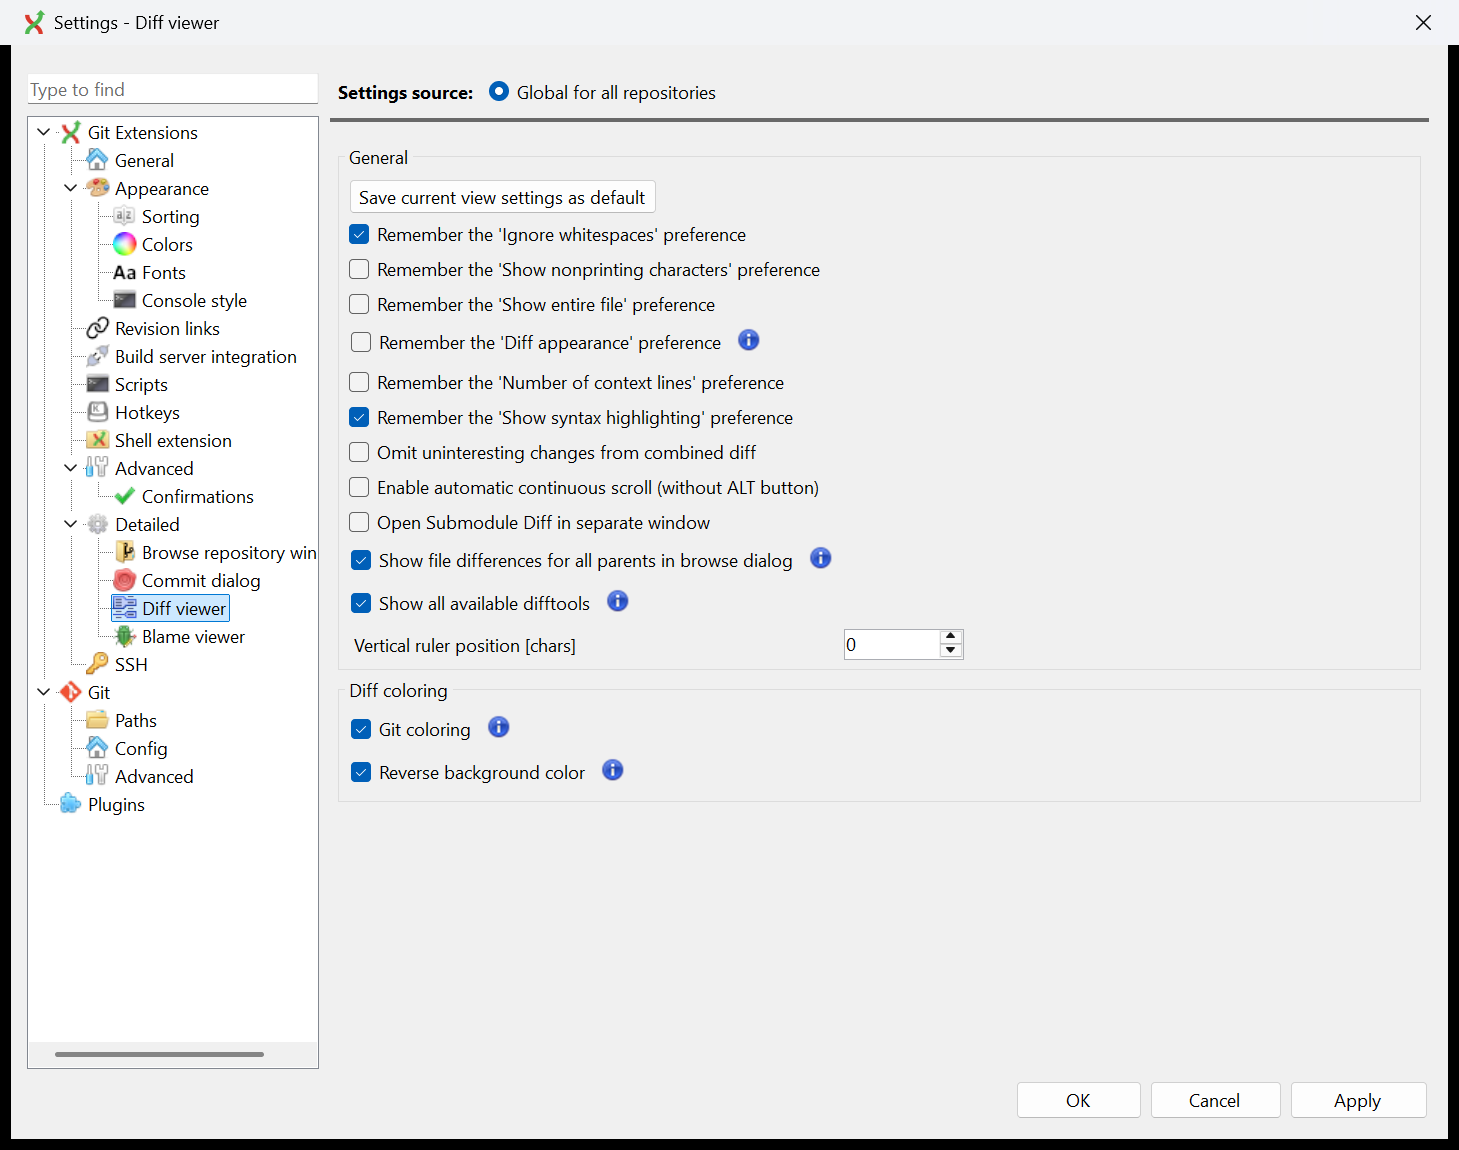 Settings - Diff viewer
Type to find
Git Extensions
General
Appearance
Sorting
Colors
Aa Fonts
Console style
Revision links
Build server integration
Scripts
Hotkeys
Shell extension
Advanced
Confirmations
Detailed
Browse repository win
Commit dialog
Diff viewer
Blame viewer
SSH
Git
Paths
Config
Advanced
Plugins
Settings source: Global for all repositories
General
Save current view settings as default
Remember the 'Ignore whitespaces' preference
Remember the 'Show nonprinting characters' preference
Remember the 'Show entire file' preference
Remember the 'Diff appearance' preference
Remember the 'Number of context lines' preference
Remember the 'Show syntax highlighting' preference
Omit uninteresting changes from combined diff
Enable automatic continuous scroll (without ALT button)
Open Submodule Diff in separate window
Show file differences for all parents in browse dialog
Show all available difftools
Vertical ruler position [chars] 0
Diff coloring
Git coloring
Reverse background color
OK Cancel Apply